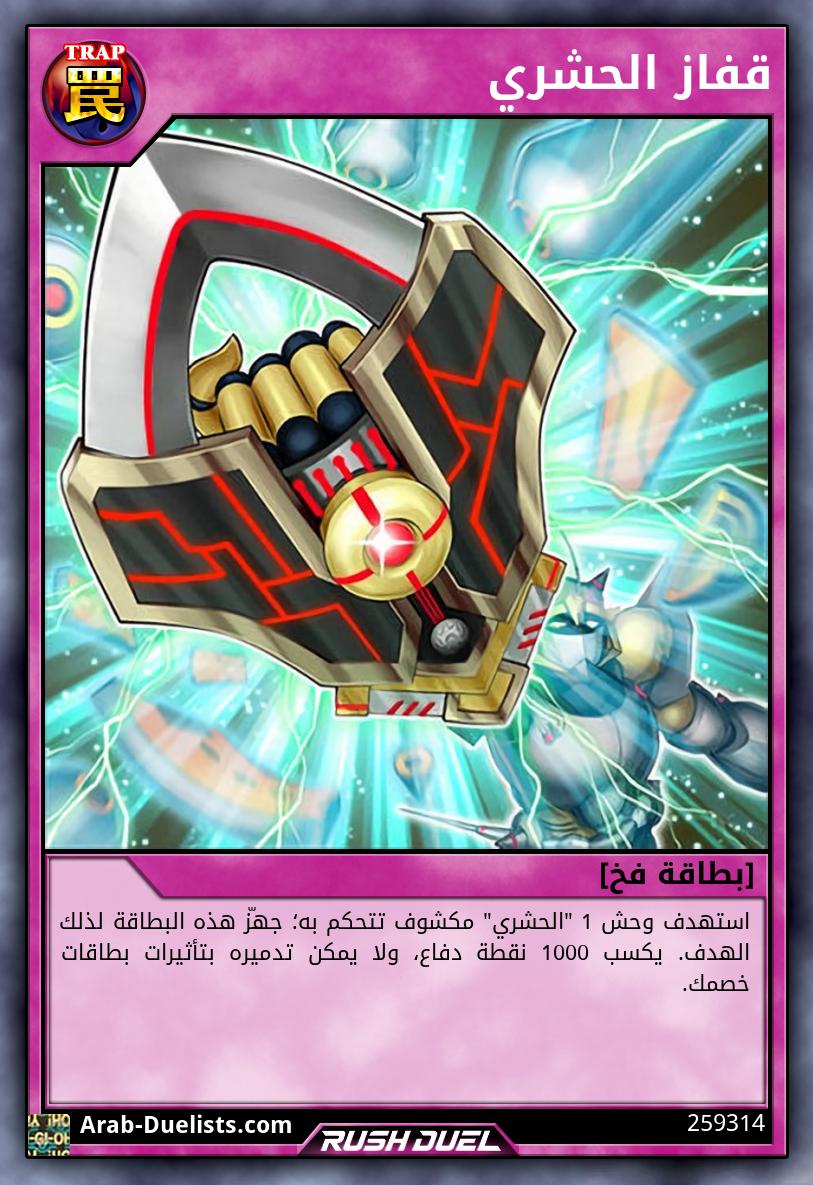 TRAP
罠
قفاز الحشري
[بطاقة فخ]
استهدف وحش 1 "الحشري" مكشوف تتحكم به؛ جهّز هذه البطاقة لذلك
الهدف. يكسب 1000 نقطة دفاع، ولا يمكن تدميره بتأثيرات بطاقات
خصمك.
Arab-Duelists.com
259314
RUSH DUEL